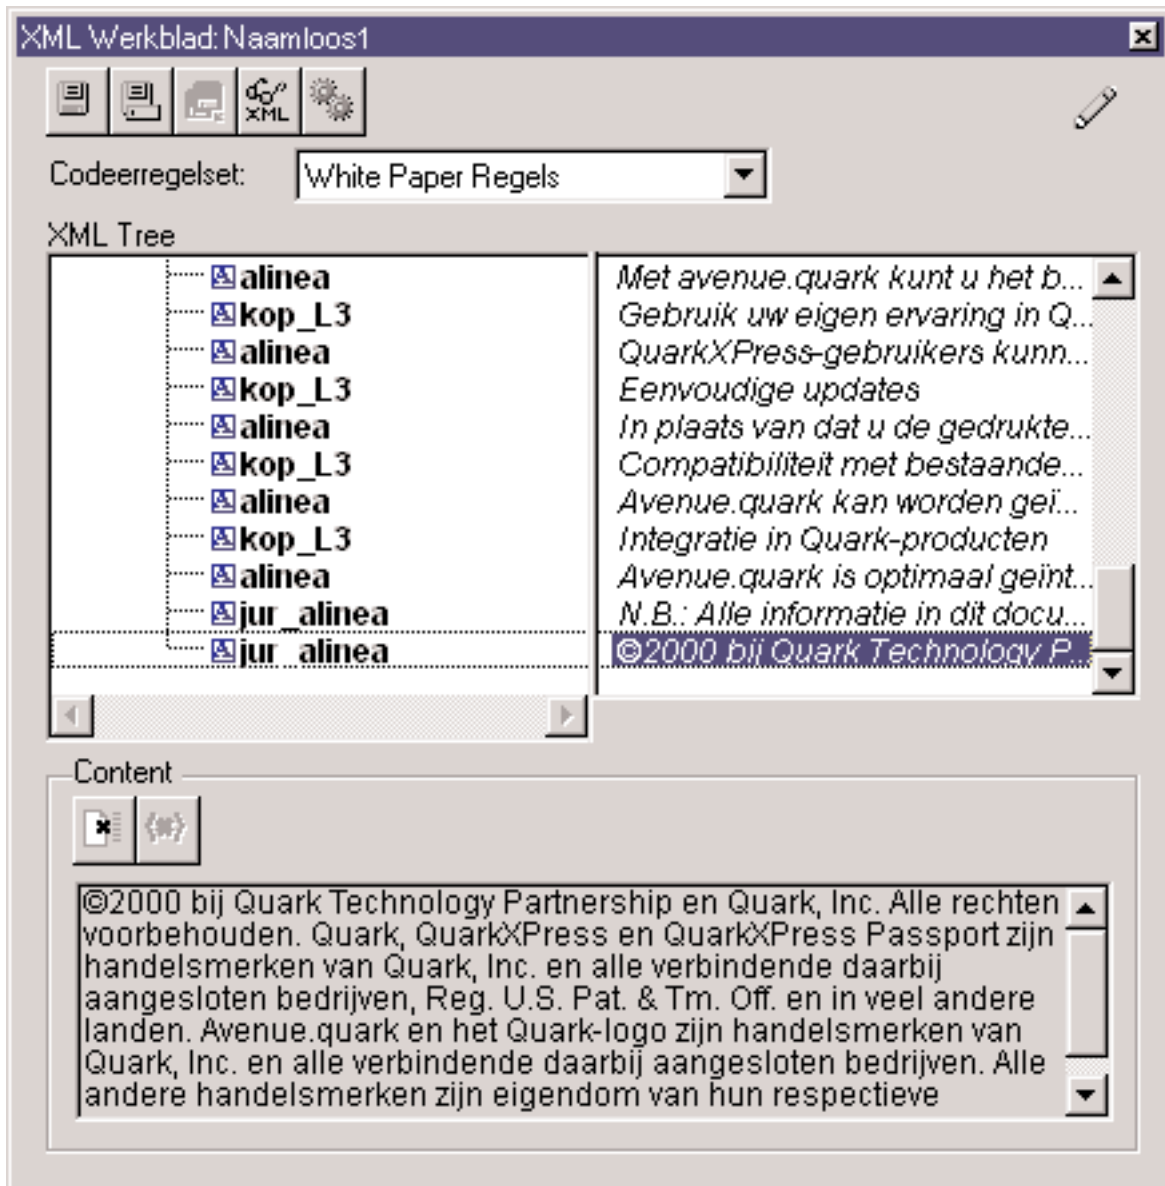 XML Werkblad: Naamloos1
XML
Codeerregelset: White Paper Regels
XML Tree
alinea Met avenue.quark kunt u het b...
kop_L3 Gebruik uw eigen ervaring in Q...
alinea QuarkXPress-gebruikers kunn...
kop_L3 Eenvoudige updates
alinea In plaats van dat u de gedrukte...
kop_L3 Compatibiliteit met bestaande...
alinea Avenue.quark kan worden geï...
kop_L3 Integratie in Quark-producten
alinea Avenue.quark is optimaal geïnt...
jur_alinea N.B.: Alle informatie in dit docu...
jur_alinea ©2000 bij Quark Technology P...
Content
©2000 bij Quark Technology Partnership en Quark, Inc. Alle rechten
voorbehouden. Quark, QuarkXPress en QuarkXPress Passport zijn
handelsmerken van Quark, Inc. en alle verbindende daarbij
aangesloten bedrijven, Reg. U.S. Pat. & Tm. Off. en in veel andere
landen. Avenue.quark en het Quark-logo zijn handelsmerken van
Quark, Inc. en alle verbindende daarbij aangesloten bedrijven. Alle
andere handelsmerken zijn eigendom van hun respectieve